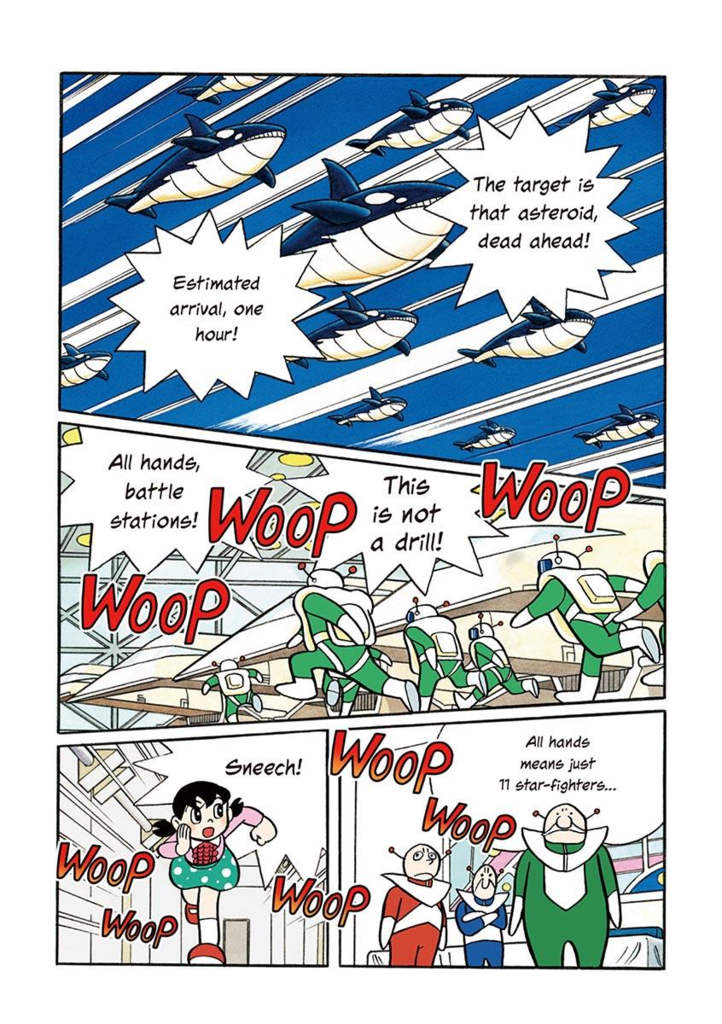 The target is
that asteroid,
dead ahead!
Estimated
arrival, one
hour!
All hands,
battle
stations!
WOOP
This
is not
a drill!
WOOP
WOOP
Sneech!
WOOP
WOOP
WOOP
WOOP
WOOP
All hands
means just
11 star-fighters...